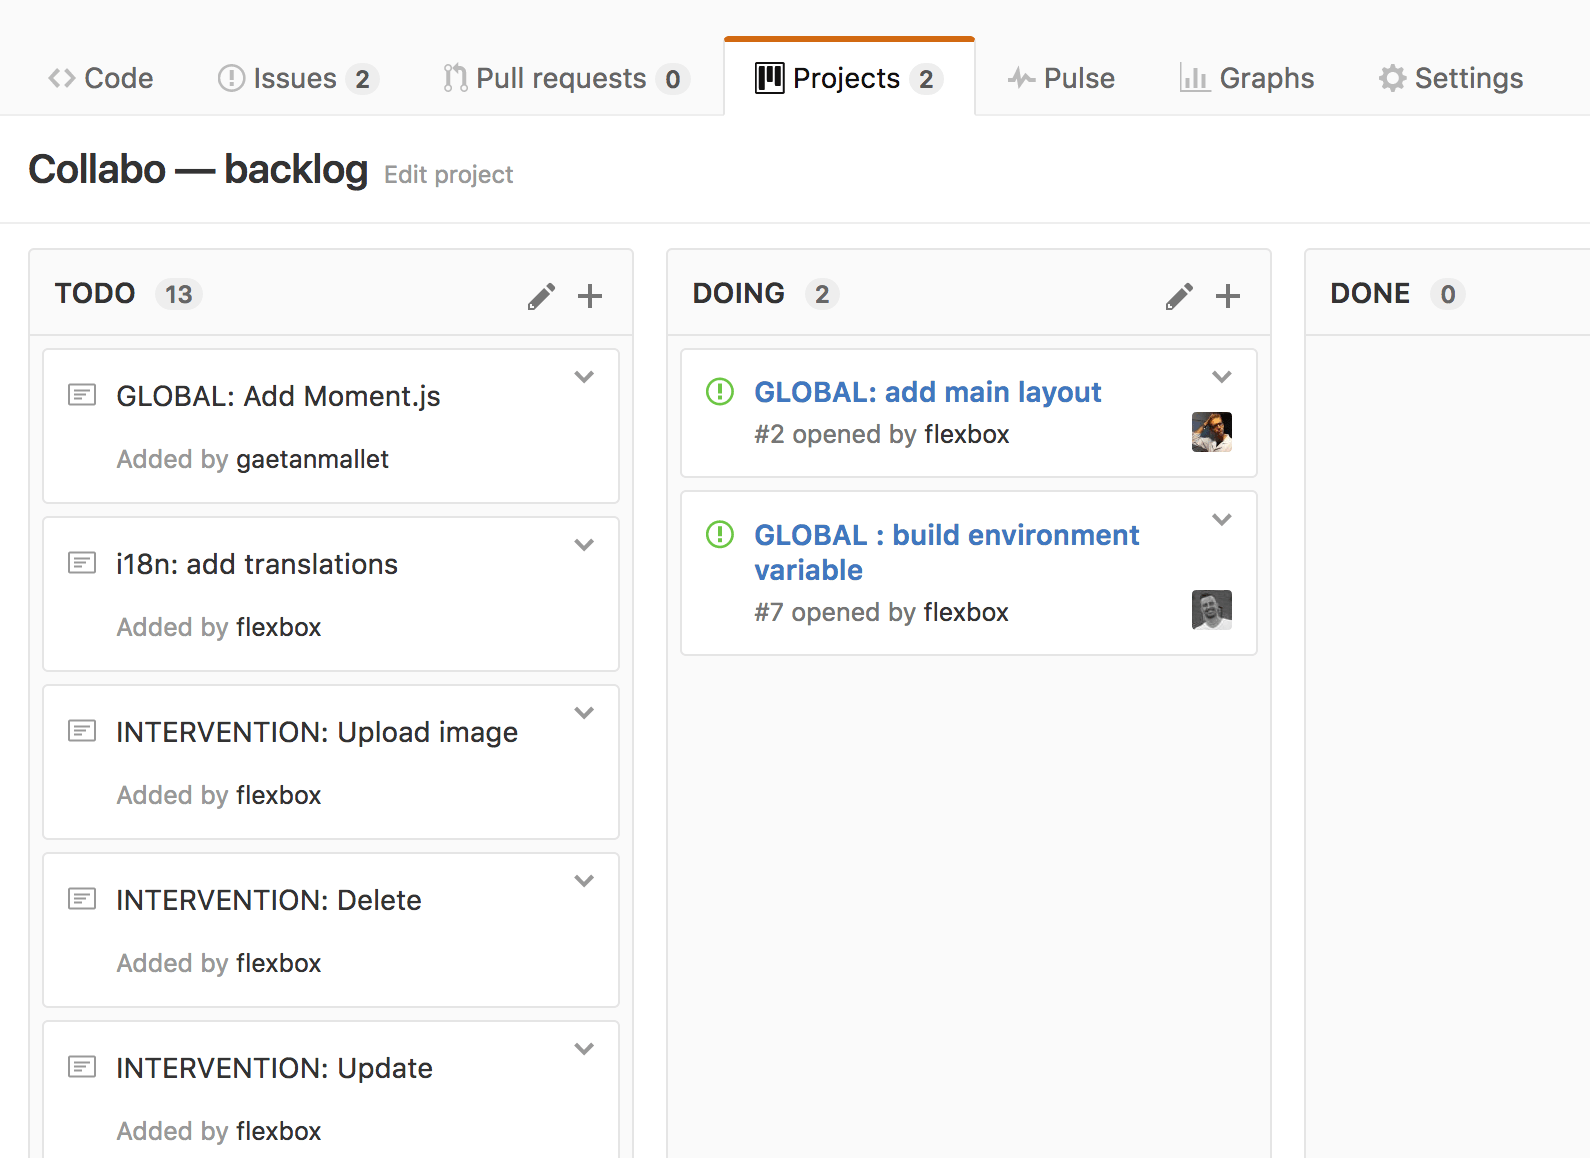 Code Issues 2 Pull requests 0 Projects 2 Pulse Graphs Settings
Collabo — backlog Edit project
TODO 13
GLOBAL: Add Moment.js
Added by gaetanmallet
i18n: add translations
Added by flexbox
INTERVENTION: Upload image
Added by flexbox
INTERVENTION: Delete
Added by flexbox
INTERVENTION: Update
Added by flexbox
DOING 2
GLOBAL: add main layout
#2 opened by flexbox
GLOBAL : build environment
variable
#7 opened by flexbox
DONE 0